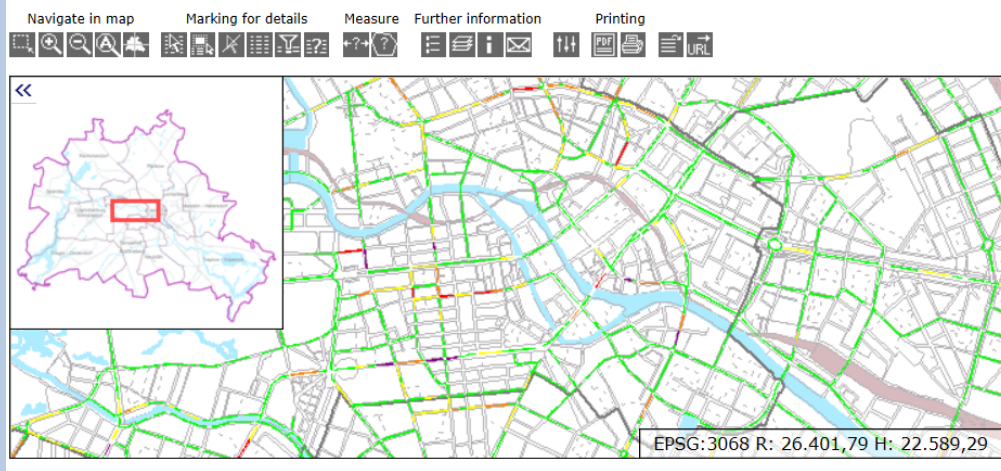 Navigate in map Marking for details Measure Further information Printing
A ? ? ? i PDF URL
«
EPSG:3068 R: 26.401,79 H: 22.589,29